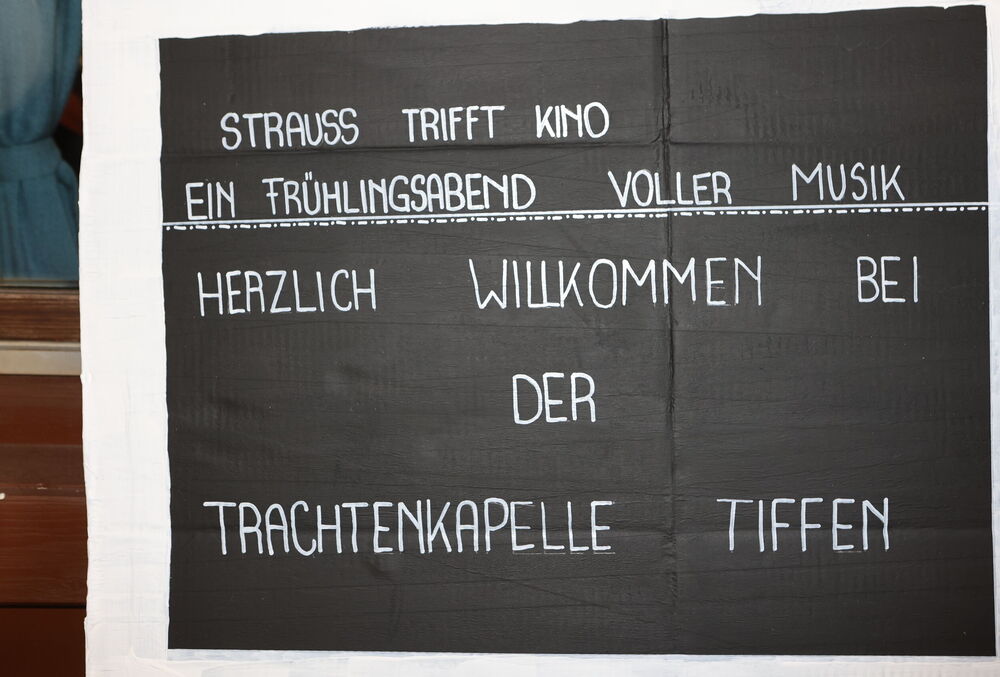 STRAUSS TRIFFT KINO
EIN FRÜHLINGSABEND VOLLER MUSIK
HERZLICH WILLKOMMEN BEI
DER
TRACHTENKAPELLE TIFFEN